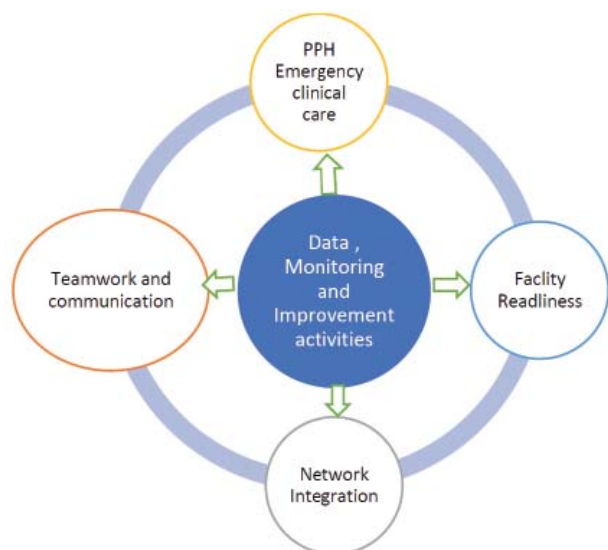 PPH
Emergency
clinical
care
Teamwork and
communication
Data ,
Monitoring
and
Improvement
activities
Faclity
Readliness
Network
Integration